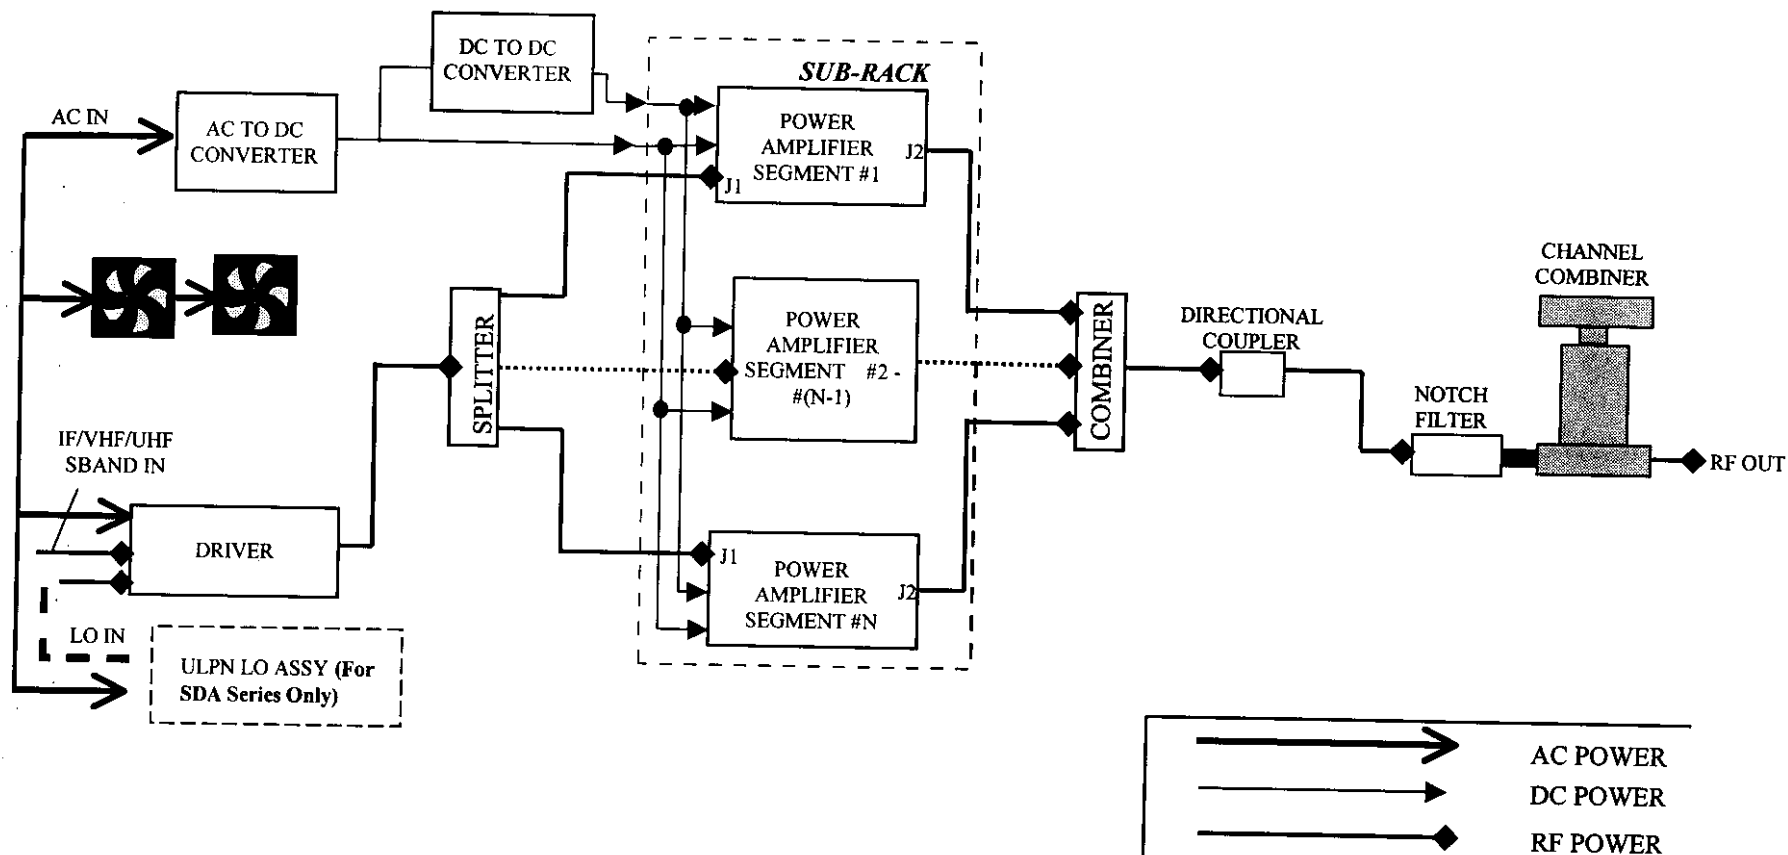 DC TO DC
CONVERTER
SUB-RACK
AC IN
AC TO DC
CONVERTER
POWER
AMPLIFIER
SEGMENT #1
J1
J2
CHANNEL
COMBINER
SPLITTER
POWER
AMPLIFIER
SEGMENT #2 -
#(N-1)
COMBINER
DIRECTIONAL
COUPLER
NOTCH
FILTER
RF OUT
IF/VHF/UHF
SBAND IN
DRIVER
J1
POWER
AMPLIFIER
SEGMENT #N
J2
LO IN
ULPN LO ASSY (For
SDA Series Only)
AC POWER
DC POWER
RF POWER